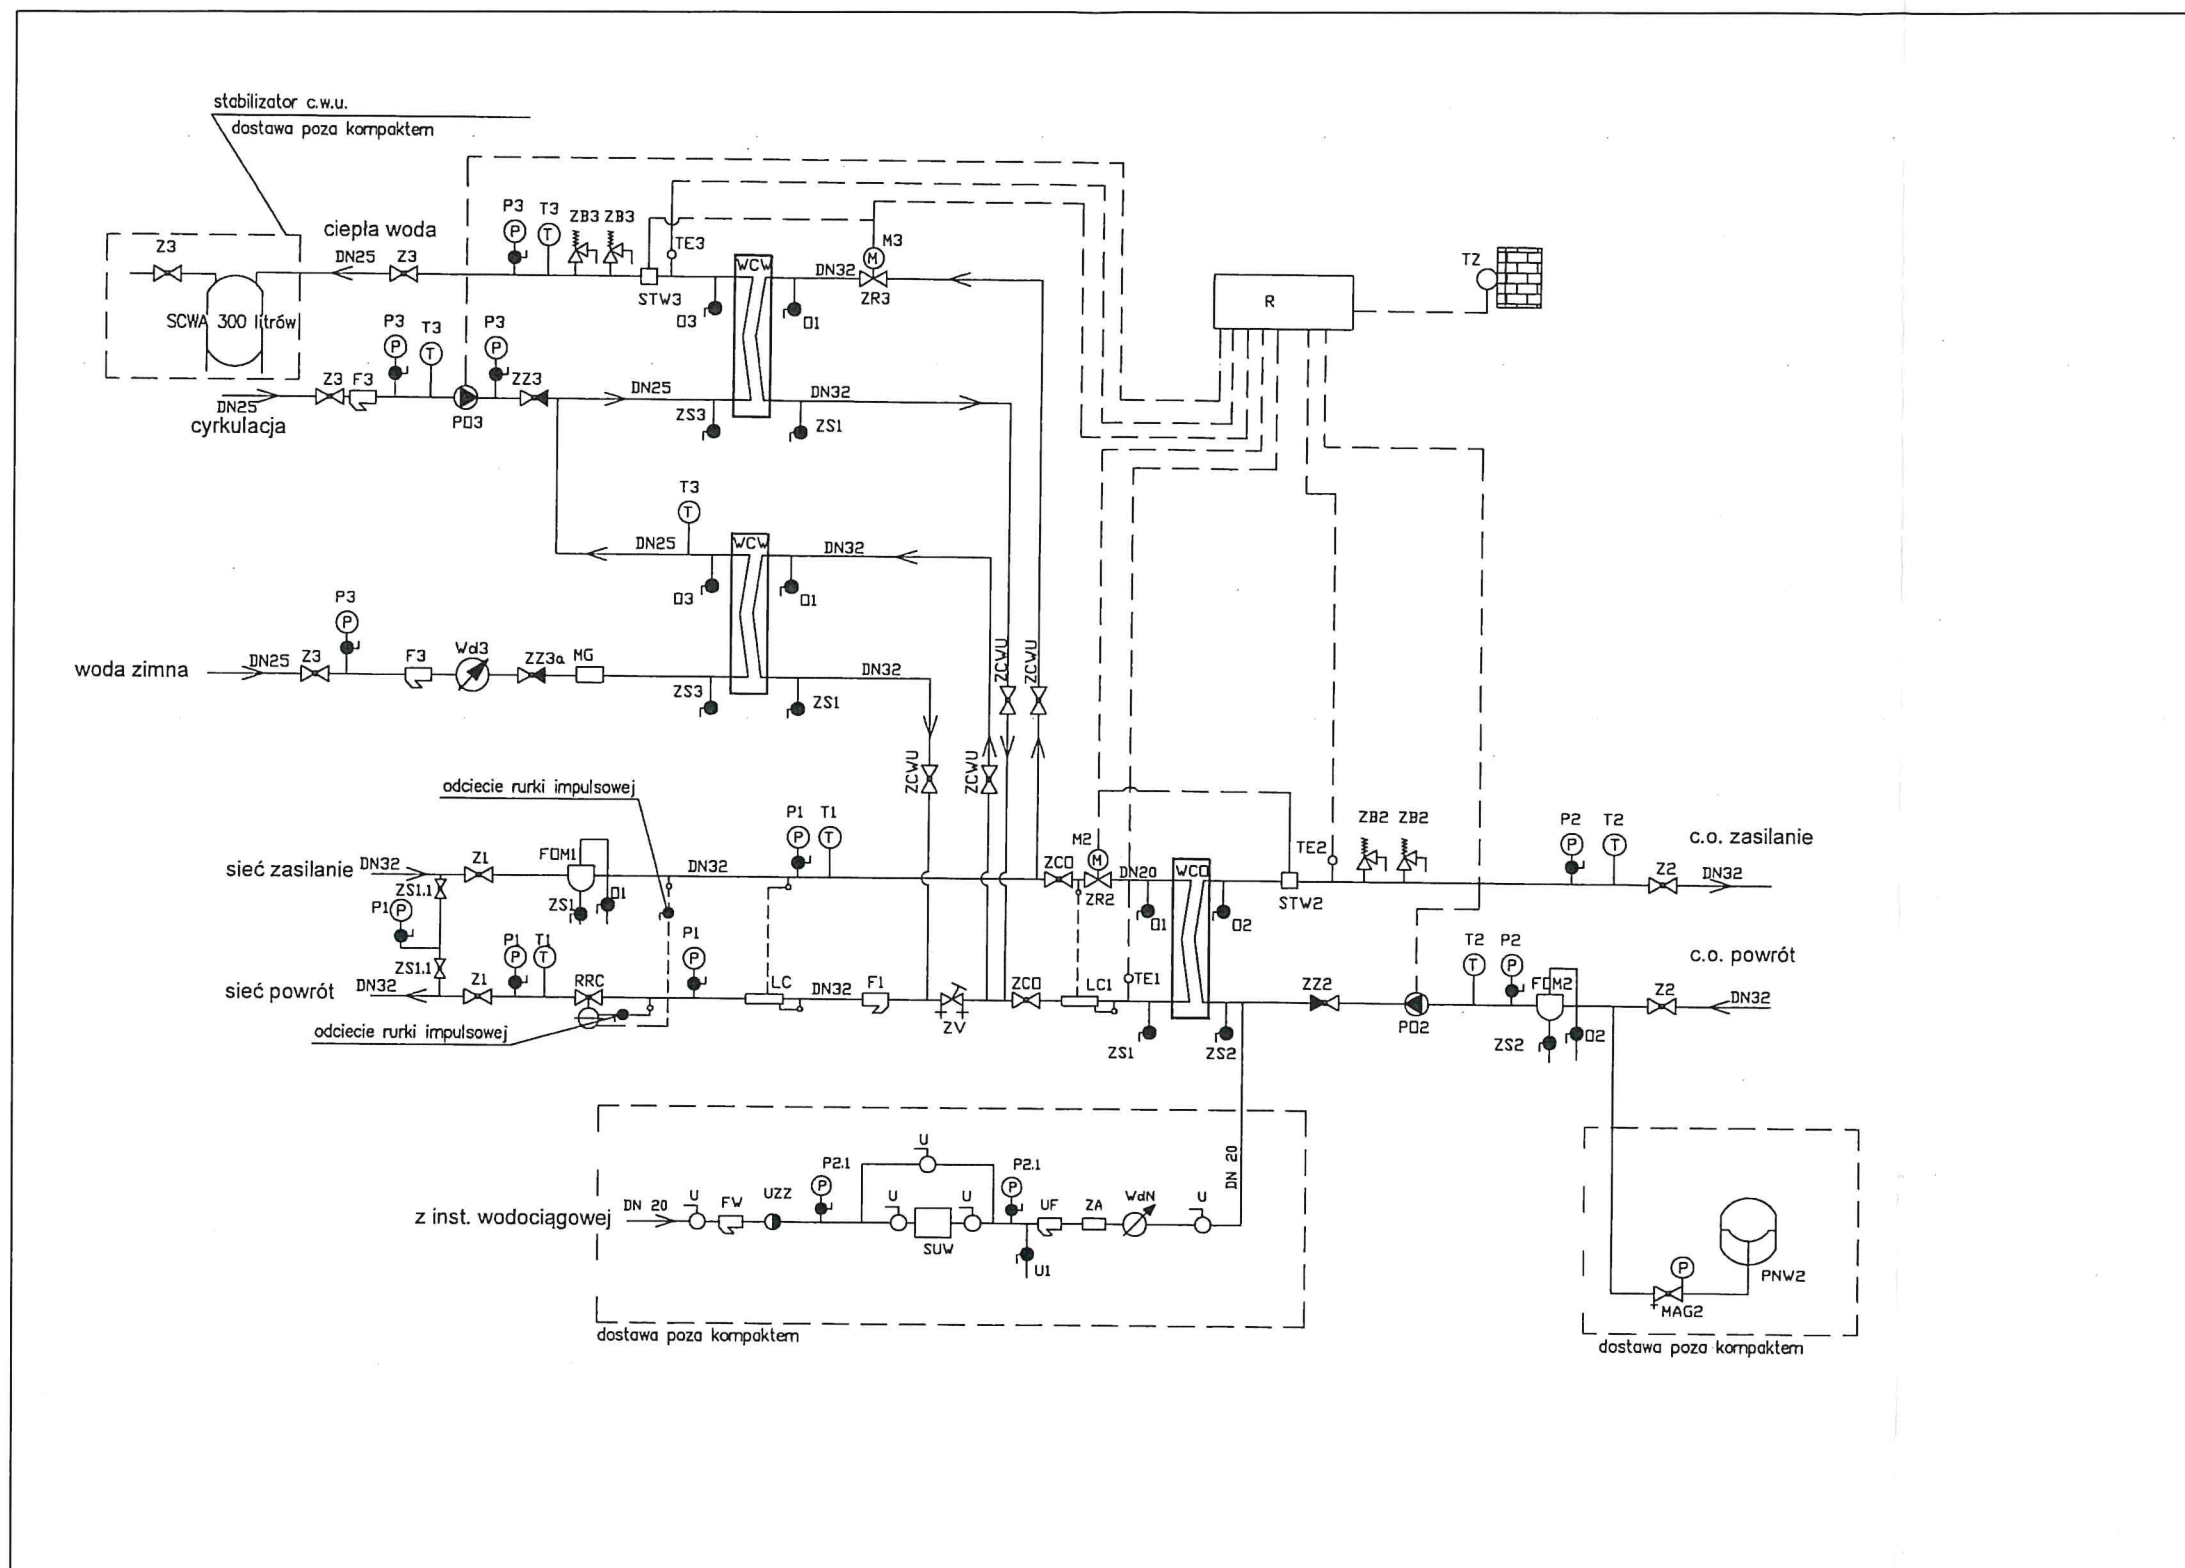 stabilizator c.w.u.
dostawa poza kompaktem
Z3
ciepła woda
DN25
Z3
P3
P
T3
T
ZB3
ZB3
TE3
STW3
O3
WCW
O1
DN32
M3
M
ZR3
SCWA 300 litrów
R
TZ
P3
P
T3
T
P3
P
Z3
F3
DN25
cyrkulacja
PO3
ZZ3
DN25
ZS3
DN32
ZS1
T3
T
DN25
WCW
DN32
O3
O1
P3
P
woda zimna
DN25
Z3
F3
Wd3
ZZ3a
MG
ZS3
ZS1
DN32
ZCWU
ZCWU
ZCWU
ZCWU
odciecie rurki impulsowej
sieć zasilanie
DN32
Z1
FOM1
ZS1
O1
DN32
P1
P
T1
T
ZCO
M2
M
ZR2
DN20
O1
WCO
O2
STW2
TE2
ZB2
ZB2
P2
P
T2
T
c.o. zasilanie
Z2
DN32
ZS1.1
P1
P
ZS1.1
sieć powrót
DN32
Z1
P1
P
T1
T
RRC
P1
P
LC
DN32
F1
ZV
ZCO
LC1
TE1
ZS1
ZS2
ZZ2
PO2
T2
T
P2
P
FOM2
ZS2
O2
c.o. powrót
Z2
DN32
odciecie rurki impulsowej
z inst. wodociągowej
DN 20
U
FW
UZZ
P2.1
P
U
U
SUW
U
P2.1
P
U1
UF
ZA
WdN
U
DN 20
dostawa poza kompaktem
P
MAG2
PNW2
dostawa poza kompaktem